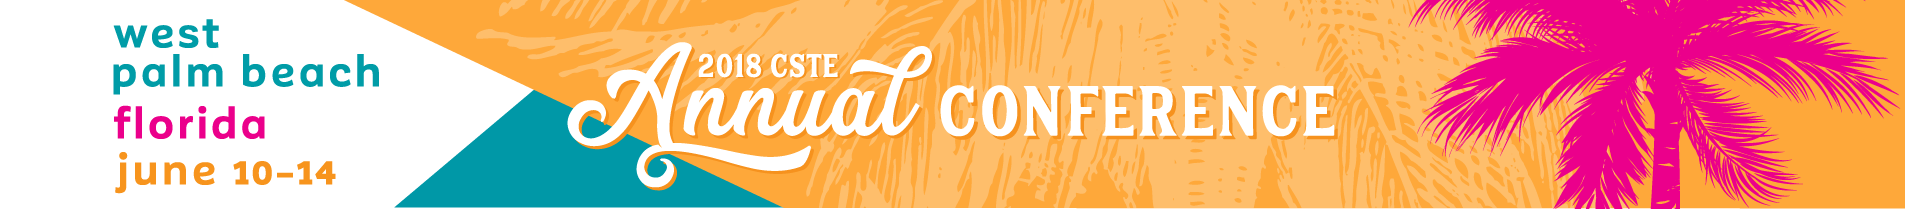 west
palm beach
florida
june 10-14
2018 CSTE
Annual CONFERENCE